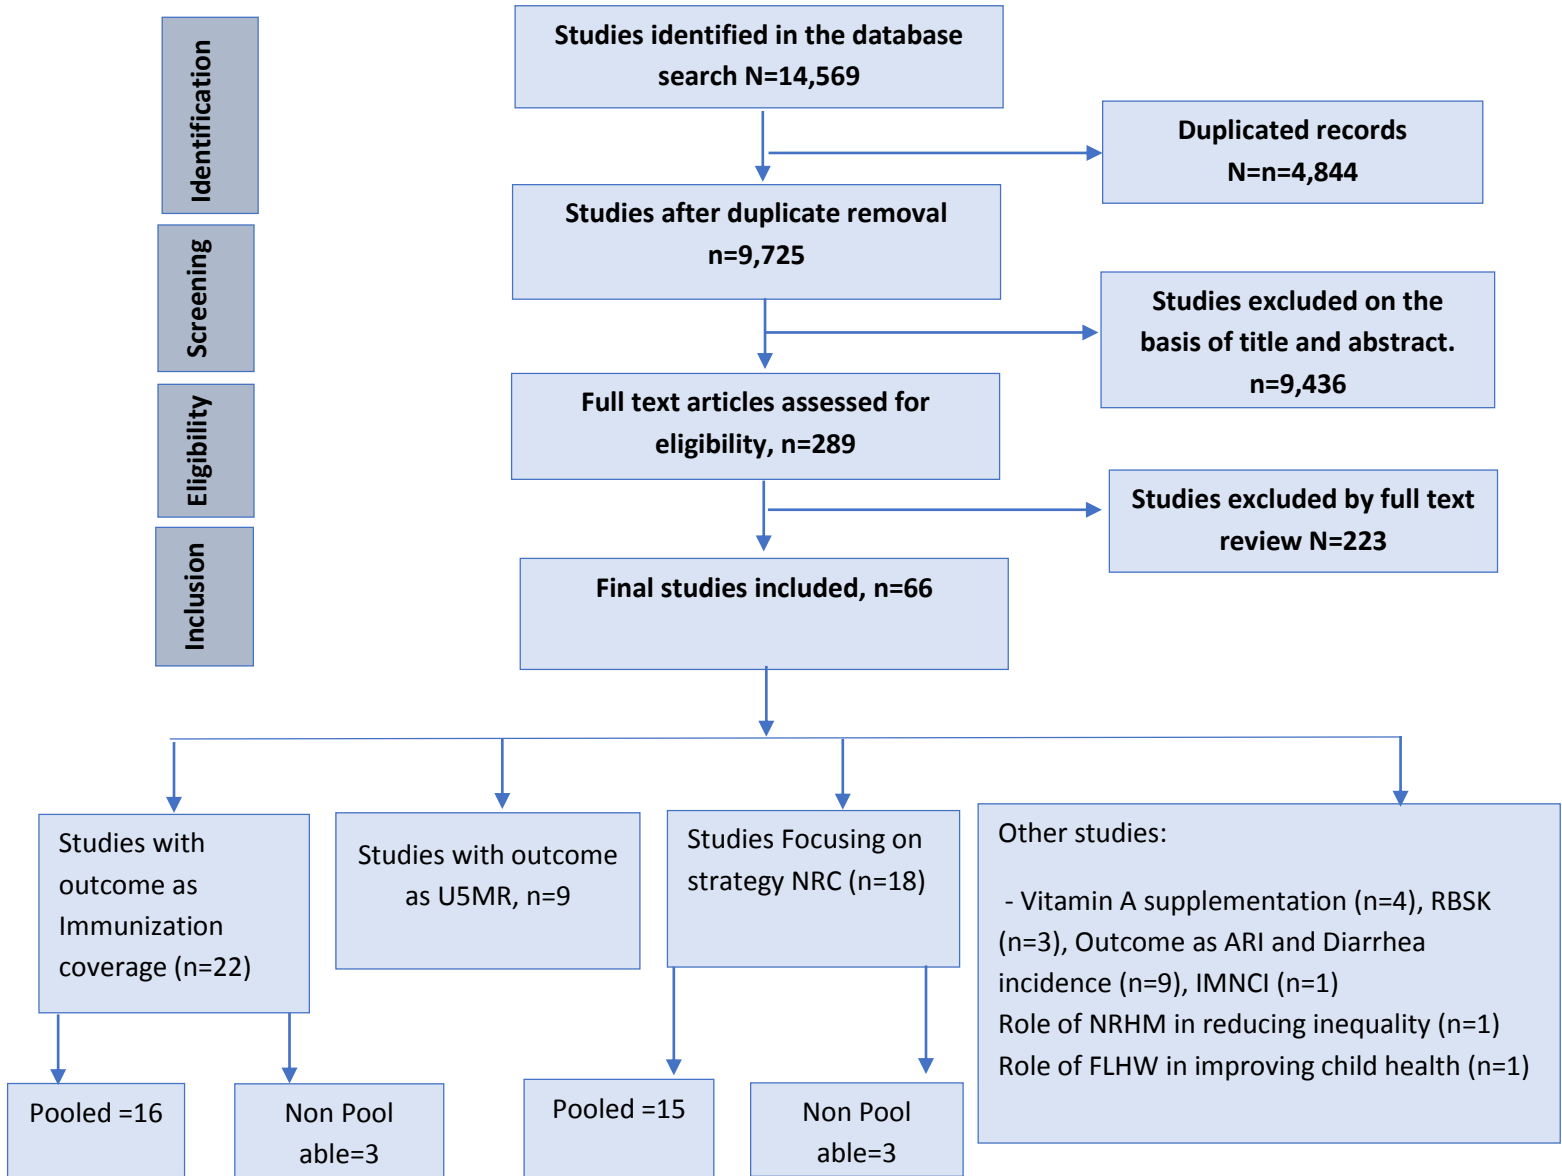 Identification
Screening
Eligibility
Inclusion
Studies identified in the database
search N=14,569
Duplicated records
N=n=4,844
Studies after duplicate removal
n=9,725
Studies excluded on the
basis of title and abstract.
n=9,436
Full text articles assessed for
eligibility, n=289
Studies excluded by full text
review N=223
Final studies included, n=66
Studies with
outcome as
Immunization
coverage (n=22)
Studies with outcome
as U5MR, n=9
Studies Focusing on
strategy NRC (n=18)
Other studies:
- Vitamin A supplementation (n=4), RBSK
(n=3), Outcome as ARI and Diarrhea
incidence (n=9), IMNCI (n=1)
Role of NRHM in reducing inequality (n=1)
Role of FLHW in improving child health (n=1)
Pooled =16
Non Pool
able=3
Pooled =15
Non Pool
able=3